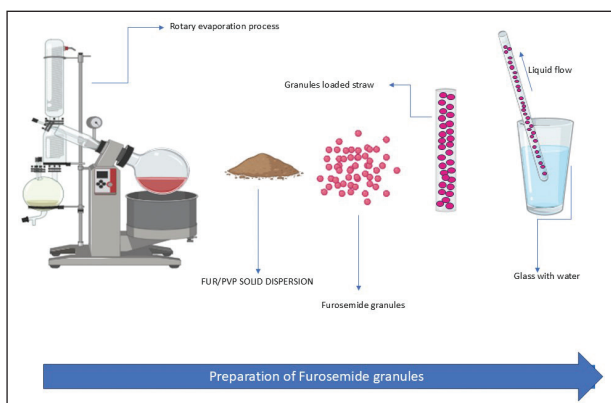 Rotary evaporation process
Granules loaded straw
Liquid flow
FUR/PVP SOLID DISPERSION
Furosemide granules
Glass with water
Preparation of Furosemide granules